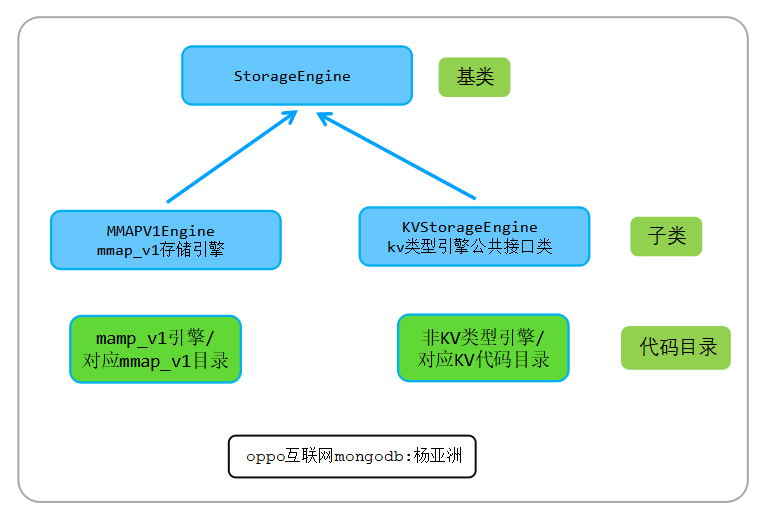 StorageEngine
基类
MMAPV1Engine
mmap_v1存储引擎
KVStorageEngine
kv类型引擎公共接口类
子类
mamp_v1引擎/
对应mmap_v1目录
非KV类型引擎/
对应KV代码目录
代码目录
oppo互联网mongodb:杨亚洲